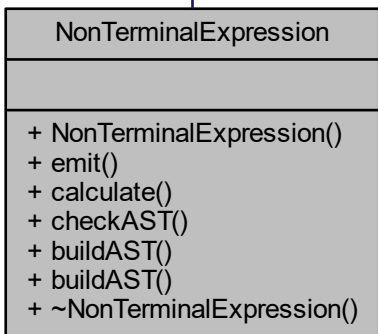 NonTerminalExpression
+ NonTerminalExpression()
+ emit()
+ calculate()
+ checkAST()
+ buildAST()
+ buildAST()
+ ~NonTerminalExpression()